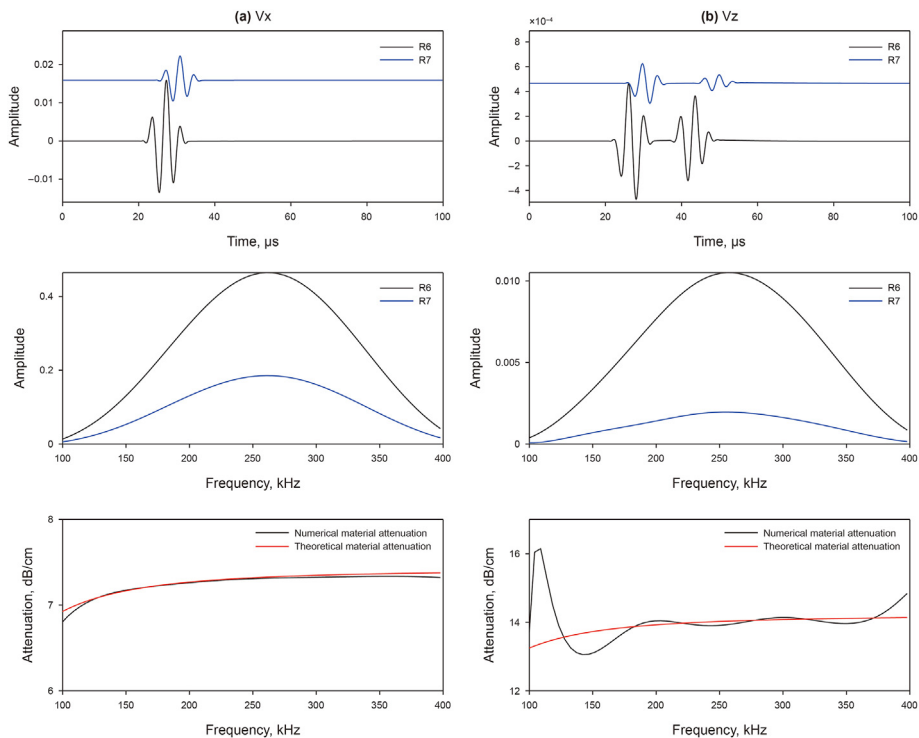 (a) Vx
R6
R7
0.02
0.01
0
−0.01
Amplitude
0 20 40 60 80 100
Time, µs
(b) Vz
×10⁻⁴
R6
R7
8
6
4
2
0
−2
−4
Amplitude
0 20 40 60 80 100
Time, µs
R6
R7
0.4
0.2
0
Amplitude
100 150 200 250 300 350 400
Frequency, kHz
R6
R7
0.010
0.005
0
Amplitude
100 150 200 250 300 350 400
Frequency, kHz
Numerical material attenuation
Theoretical material attenuation
8
7
6
Attenuation, dB/cm
100 150 200 250 300 350 400
Frequency, kHz
Numerical material attenuation
Theoretical material attenuation
16
14
12
Attenuation, dB/cm
100 150 200 250 300 350 400
Frequency, kHz